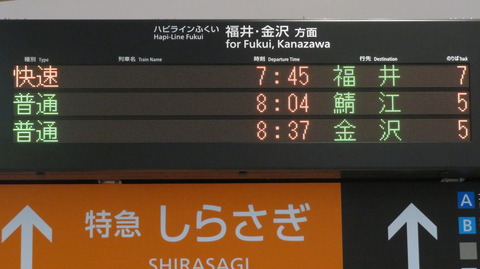 ハピラインふくい 福井・金沢 方面
Hapi-Line Fukui for Fukui, Kanazawa
種別 Type 列車名 Train Name 時刻 Departure Time 行先 Destination のりば Track
快速 7:45 福井 7
普通 8:04 鯖江 5
普通 8:37 金沢 5
特急 しらさぎ
SHIRASAGI
A
B